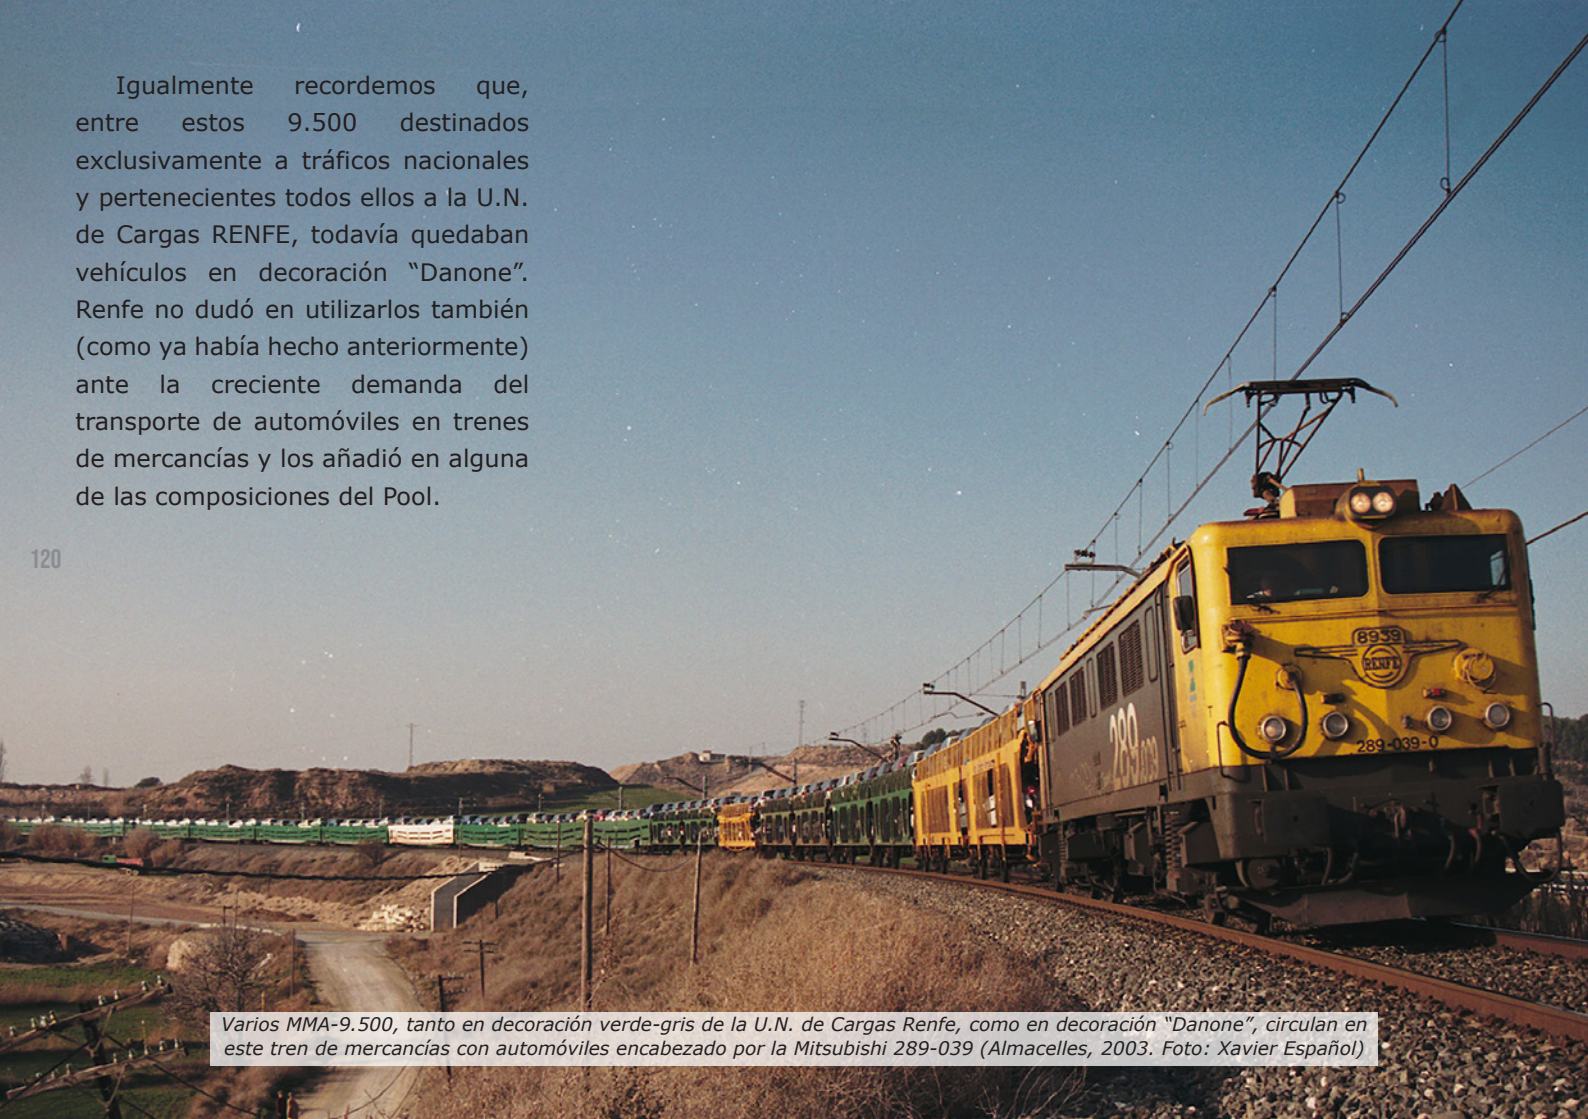 Igualmente recordemos que,
entre estos 9.500 destinados
exclusivamente a tráficos nacionales
y pertenecientes todos ellos a la U.N.
de Cargas RENFE, todavía quedaban
vehículos en decoración “Danone”.
Renfe no dudó en utilizarlos también
(como ya había hecho anteriormente)
ante la creciente demanda del
transporte de automóviles en trenes
de mercancías y los añadió en alguna
de las composiciones del Pool.
120
8939
RENFE
289-039-0
289.039
Varios MMA-9.500, tanto en decoración verde-gris de la U.N. de Cargas Renfe, como en decoración “Danone”, circulan en
este tren de mercancías con automóviles encabezado por la Mitsubishi 289-039 (Almacelles, 2003. Foto: Xavier Español)